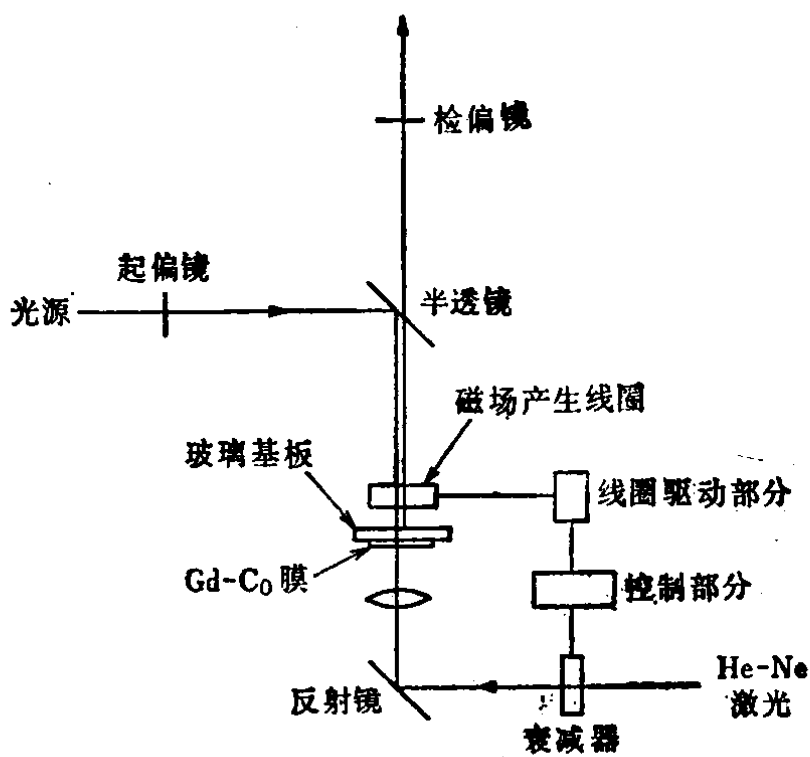 检偏镜
起偏镜
光源
半透镜
磁场产生线圈
玻璃基板
线圈驱动部分
Gd-C₀膜
控制部分
He-Ne
激光
反射镜
衰减器